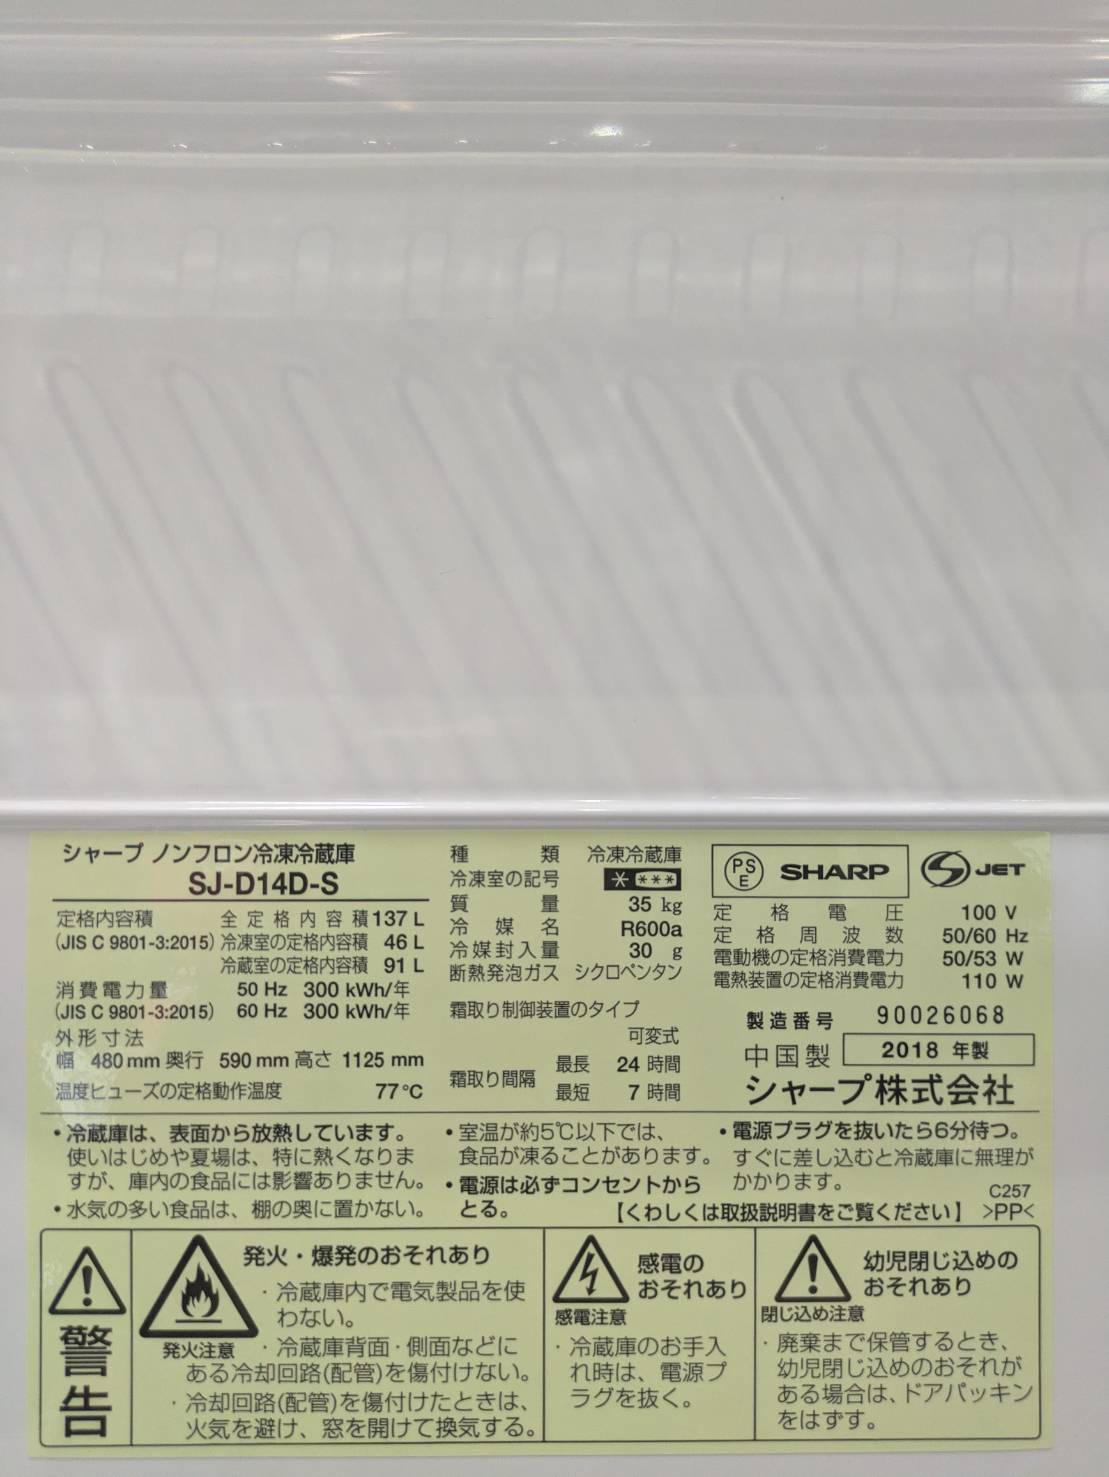 シャープ ノンフロン冷凍冷蔵庫
SJ-D14D-S
定格内容積 全定格内容積 137 L
(JIS C 9801-3:2015) 冷凍室の定格内容積 46 L
冷蔵室の定格内容積 91 L
消費電力量 50 Hz 300 kWh/年
(JIS C 9801-3:2015) 60 Hz 300 kWh/年
外形寸法
幅 480 mm 奥行 590 mm 高さ 1125 mm
温度ヒューズの定格動作温度 77℃
種類 冷凍冷蔵庫
冷凍室の記号 * ***
質量 35 kg
冷媒名 R600a
冷媒封入量 30 g
断熱発泡ガス シクロペンタン
霜取り制御装置のタイプ
可変式
霜取り間隔 最長 24 時間
最短 7 時間
PSE SHARP S JET
定格電圧 100 V
定格周波数 50/60 Hz
電動機の定格消費電力 50/53 W
電熱装置の定格消費電力 110 W
製造番号 90026068
中国製 2018 年製
シャープ株式会社
・冷蔵庫は、表面から放熱しています。
使いはじめや夏場は、特に熱くなりま
すが、庫内の食品には影響ありません。
・水気の多い食品は、棚の奥に置かない。
・室温が約5℃以下では、
食品が凍ることがあります。
・電源は必ずコンセントから
とる。
・電源プラグを抜いたら6分待つ。
すぐに差し込むと冷蔵庫に無理が
かかります。
C257
【くわしくは取扱説明書をご覧ください】 >PP<
警告
発火注意
発火・爆発のおそれあり
・冷蔵庫内で電気製品を使
わない。
・冷蔵庫背面・側面などに
ある冷却回路(配管)を傷付けない。
・冷却回路(配管)を傷付けたときは、
火気を避け、窓を開けて換気する。
感電注意
感電の
おそれあり
・冷蔵庫のお手入
れ時は、電源プ
ラグを抜く。
閉じ込め注意
幼児閉じ込めの
おそれあり
・廃棄まで保管するとき、
幼児閉じ込めのおそれが
ある場合は、ドアパッキン
をはずす。